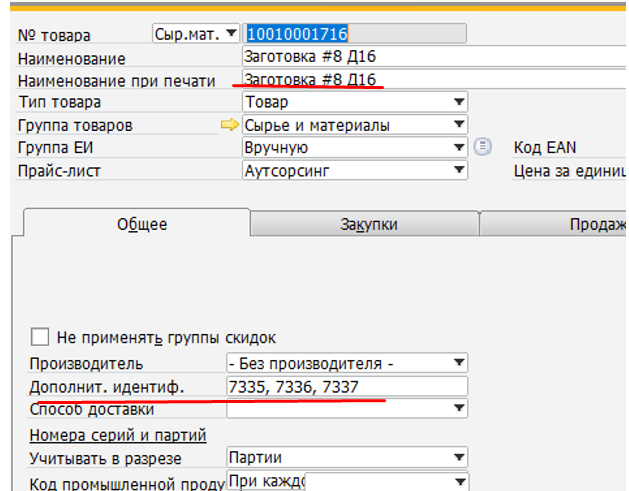 № товара Сыр.мат. 10010001716
Наименование Заготовка #8 Д16
Наименование при печати Заготовка #8 Д16
Тип товара Товар
Группа товаров Сырье и материалы
Группа ЕИ Вручную Код EAN
Прайс-лист Аутсорсинг Цена за единиц
Общее Закупки Продаж
Не применять группы скидок
Производитель - Без производителя -
Дополнит. идентиф. 7335, 7336, 7337
Способ доставки
Номера серий и партий
Учитывать в разрезе Партии
Код промышленной проду При каждо